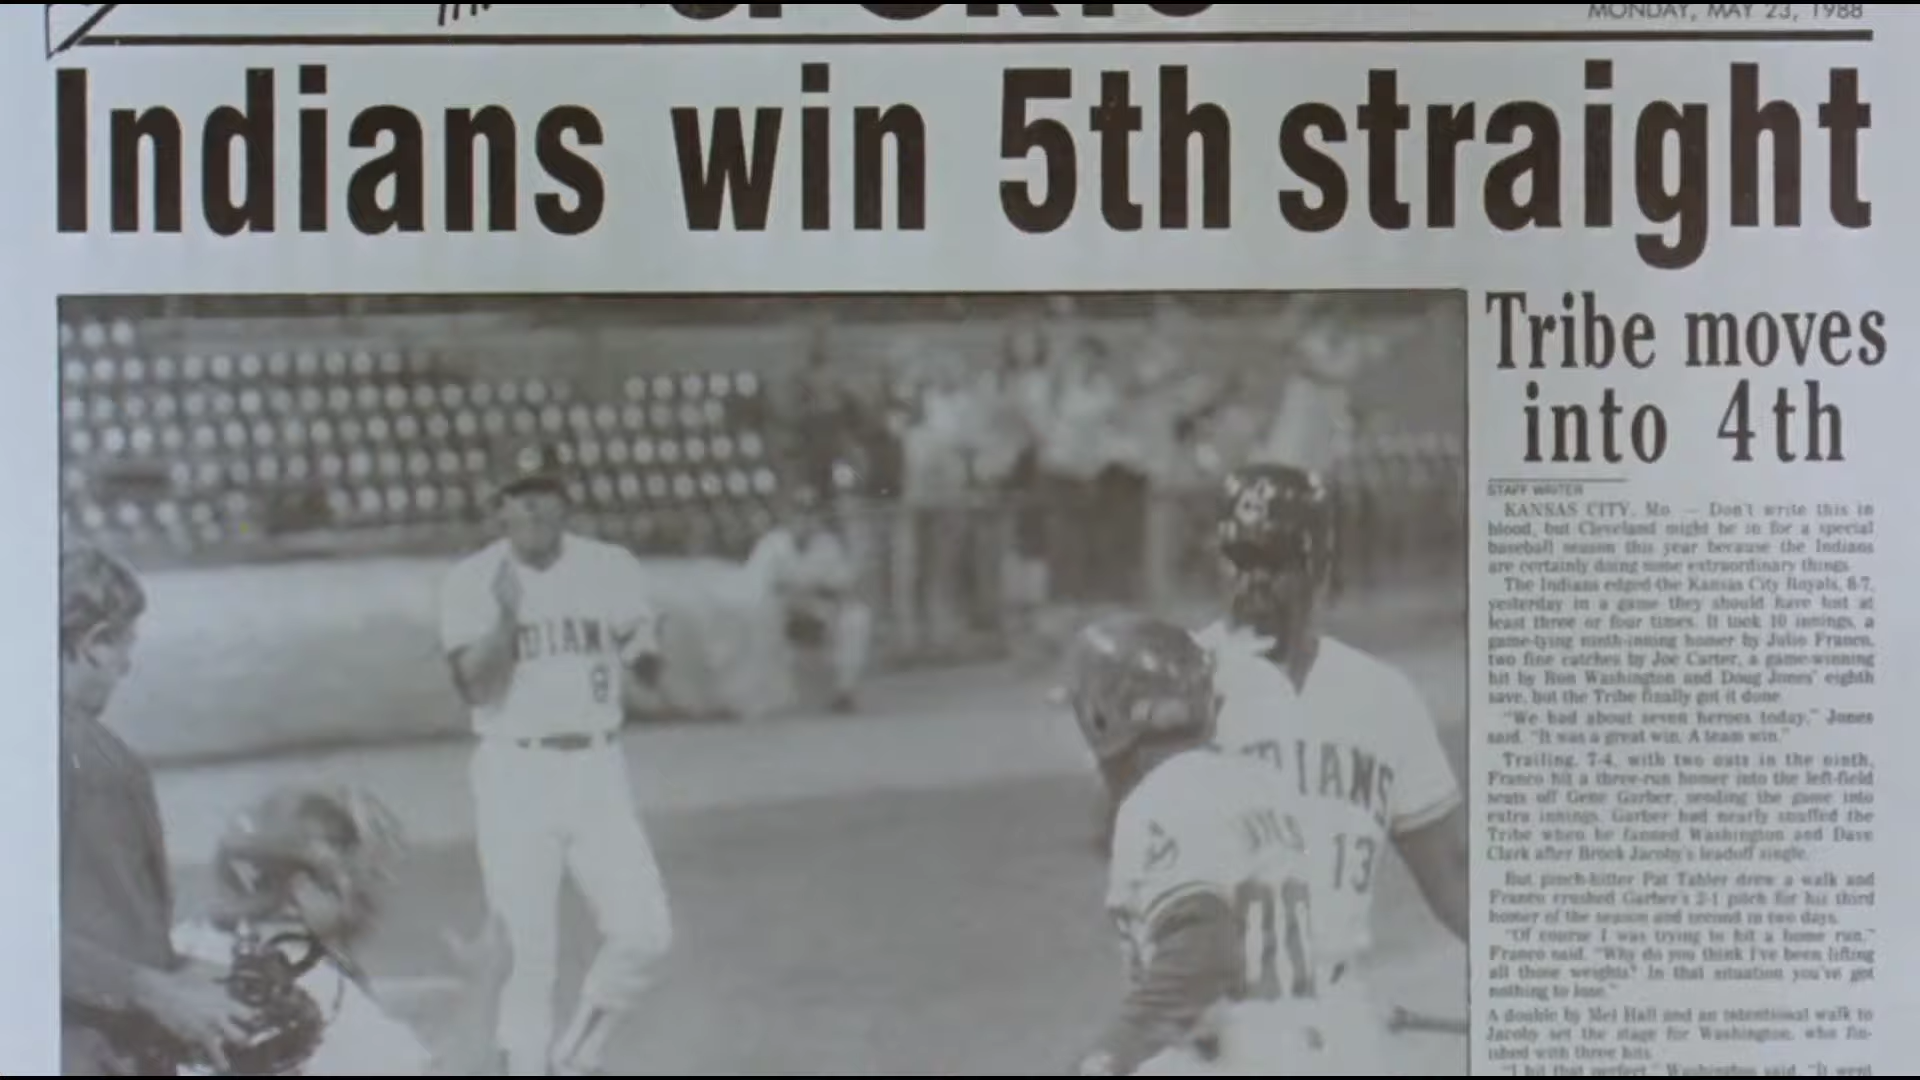 MONDAY, MAY 23, 1988
Indians win 5th straight
Tribe moves
into 4th
STAFF WRITER
KANSAS CITY, Mo. — Don't write this in
blood, but Cleveland might be in for a special
baseball season this year because the Indians
are certainly doing some extraordinary things.
The Indians edged the Kansas City Royals, 8-7,
yesterday in a game they should have lost at
least three or four times. It took 10 innings, a
game-tying ninth-inning homer by Julio Franco,
two fine catches by Joe Carter, a game-winning
hit by Ron Washington and Doug Jones' eighth
save, but the Tribe finally got it done.
"We had about seven heroes today," Jones
said. "It was a great win. A team win."
Trailing, 7-4, with two outs in the ninth,
Franco hit a three-run homer into the left-field
seats off Gene Garber, sending the game into
extra innings. Garber had nearly snuffed the
Tribe when he fanned Washington and Dave
Clark after Brook Jacoby's leadoff single.
But pinch-hitter Pat Tabler drew a walk and
Franco crushed Garber's 2-1 pitch for his third
homer of the season and second in two days.
"Of course I was trying to hit a home run,"
Franco said. "Why do you think I've been lifting
all those weights? In that situation you've got
nothing to lose."
A double by Mel Hall and an intentional walk to
Jacoby set the stage for Washington, who fin-
ished with three hits.
"I hit that perfect," Washington said. "It went
DIAN
8
DIANS
13
00